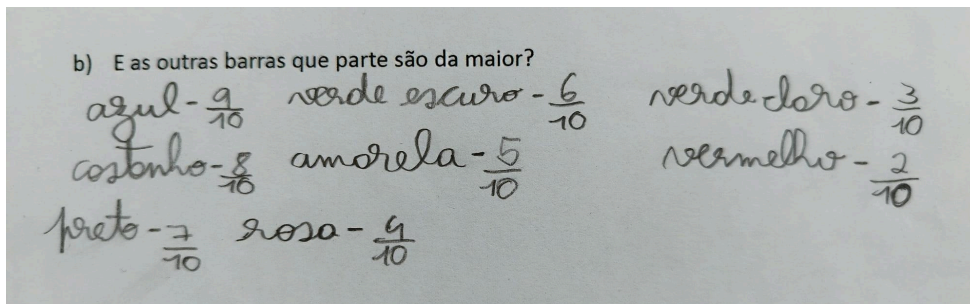 b) E as outras barras que parte são da maior?
azul - 9/10 verde escuro - 6/10 verde claro - 3/10
castanho - 8/10 amarela - 5/10 vermelho - 2/10
preto - 7/10 rosa - 4/10